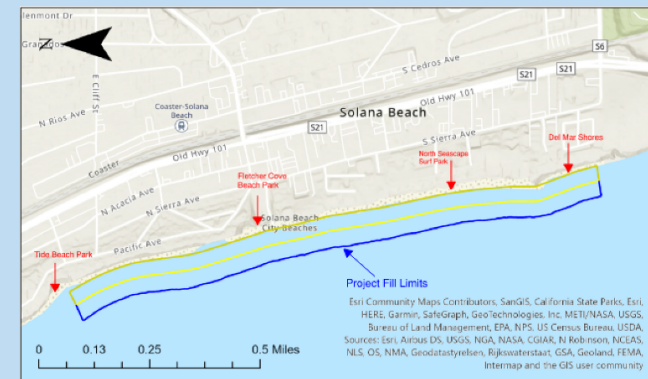 lenmont Dr
Granados
N
E Cliff St
S Cedros Ave
S6
S21
S21
N Rios Ave
Coaster-Solana
Beach
Solana Beach
Old Hwy 101
S21
Coaster
Old Hwy 101
S Sierra Ave
Del Mar Shores
North Seascape
Surf Park
Fletcher Cove
Beach Park
N Acacia Ave
N Sierra Ave
Solana Beach
City Beaches
Pacific Ave
Tide Beach Park
Project Fill Limits
Esri Community Maps Contributors, SanGIS, California State Parks, Esri,
HERE, Garmin, SafeGraph, GeoTechnologies, Inc, METI/NASA, USGS,
Bureau of Land Management, EPA, NPS, US Census Bureau, USDA,
Sources: Esri, Airbus DS, USGS, NGA, NASA, CGIAR, N Robinson, NCEAS,
NLS, OS, NMA, Geodatastyrelsen, Rijkswaterstaat, GSA, Geoland, FEMA,
Intermap and the GIS user community
0 0.13 0.25 0.5 Miles